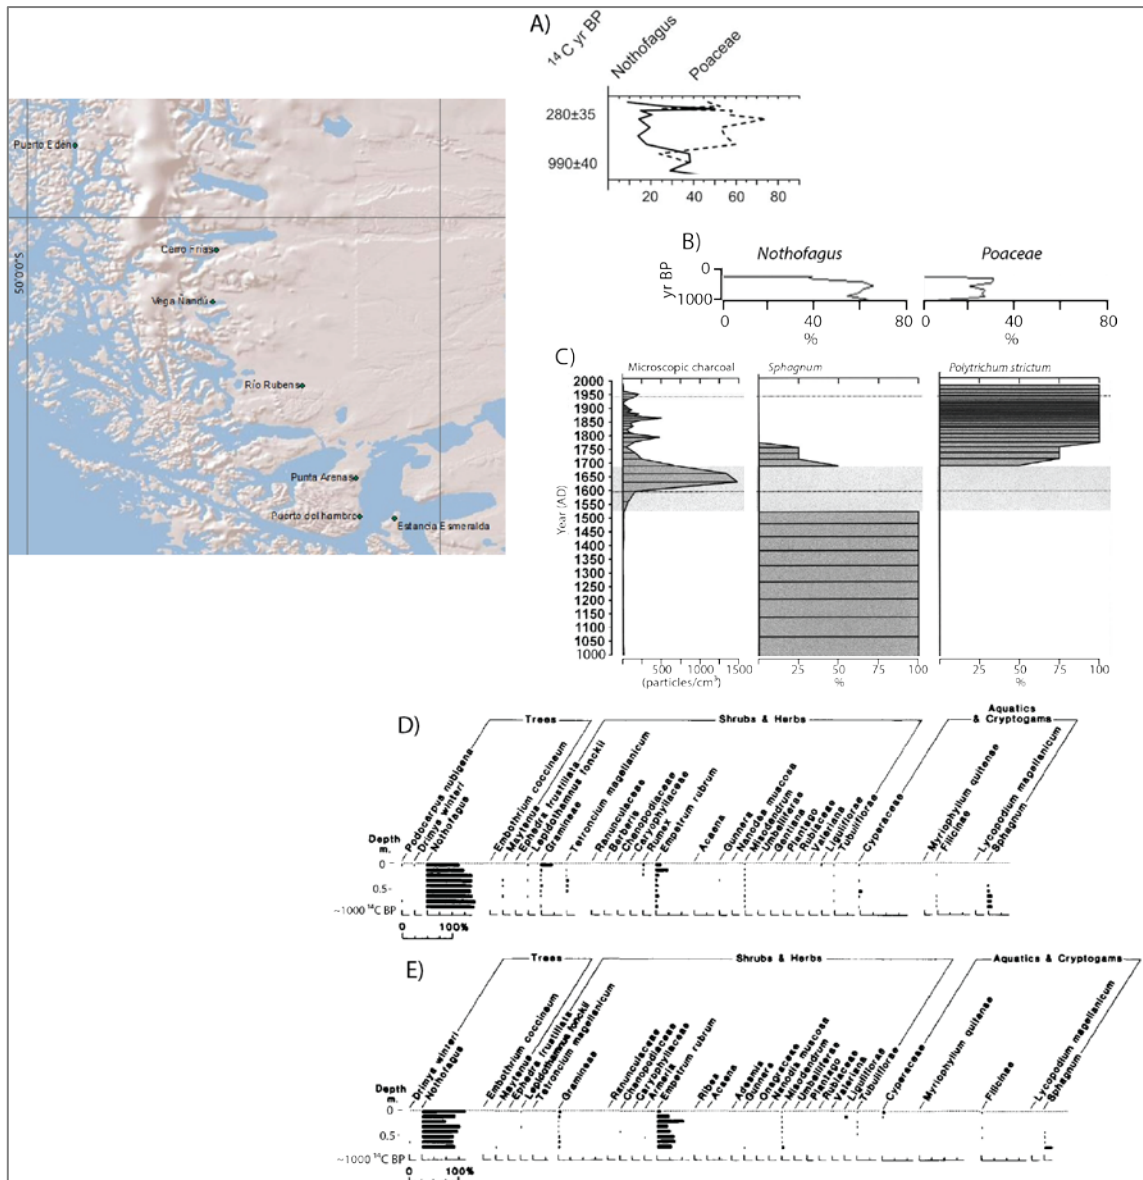 Puerto Edén
50°0'0"S
Cerro Frías
Vega Ñandú
Río Rubens
Punta Arenas
Puerto del hambre
Estancia Esmeralda
A)
14 C yr BP
Nothofagus
Poaceae
280±35
990±40
20 40 60 80
B)
Nothofagus
Poaceae
yr BP
0
1000
0 40 80
%
0 40 80
%
C)
Microscopic charcoal
Sphagnum
Polytrichum strictum
Year (AD)
2000
1950
1900
1850
1800
1750
1700
1650
1600
1550
1500
1450
1400
1350
1300
1250
1200
1150
1100
1050
1000
500 1000 1500
(particles/cm³)
25 50 75 100
%
25 50 75 100
%
D)
Trees
Shrubs & Herbs
Aquatics
& Cryptogams
Podocarpus nubigena
Drimys winteri
Nothofagus
Embothrium coccineum
Maytenus
Ephedra frustillata
Lepidothamnus fonckii
Gramineae
Tetroncium magellanicum
Ranunculaceae
Berberis
Chenopodiaceae
Caryophyllaceae
Rumex
Empetrum rubrum
Acaena
Gunnera
Nanodea muscosa
Misodendrum
Umbelliferae
Gentiana
Plantago
Rubiaceae
Valeriana
Liguliflorae
Tubuliflorae
Cyperaceae
Myriophyllum quitense
Filicinae
Lycopodium magellanicum
Sphagnum
Depth
m.
0
0.5-
~1000 14C BP
0 100%
E)
Trees
Shrubs & Herbs
Aquatics & Cryptogams
Drimys winteri
Nothofagus
Embothrium coccineum
Maytenus
Ephedra frustillata
Lepidothamnus fonckii
Tetroncium magellanicum
Gramineae
Ranunculaceae
Chenopodiaceae
Caryophyllaceae
Armeria
Empetrum rubrum
Ribes
Acaena
Adesmia
Gunnera
Onagraceae
Nanodis muscosa
Misodendrum
Umbelliferae
Plantago
Rubiaceae
Valeriana
Liguliflorae
Tubuliflorae
Cyperaceae
Myriophyllum quitense
Filicinae
Lycopodium magellanicum
Sphagnum
Depth
m.
0
0.5-
~1000 14C BP
0 100%